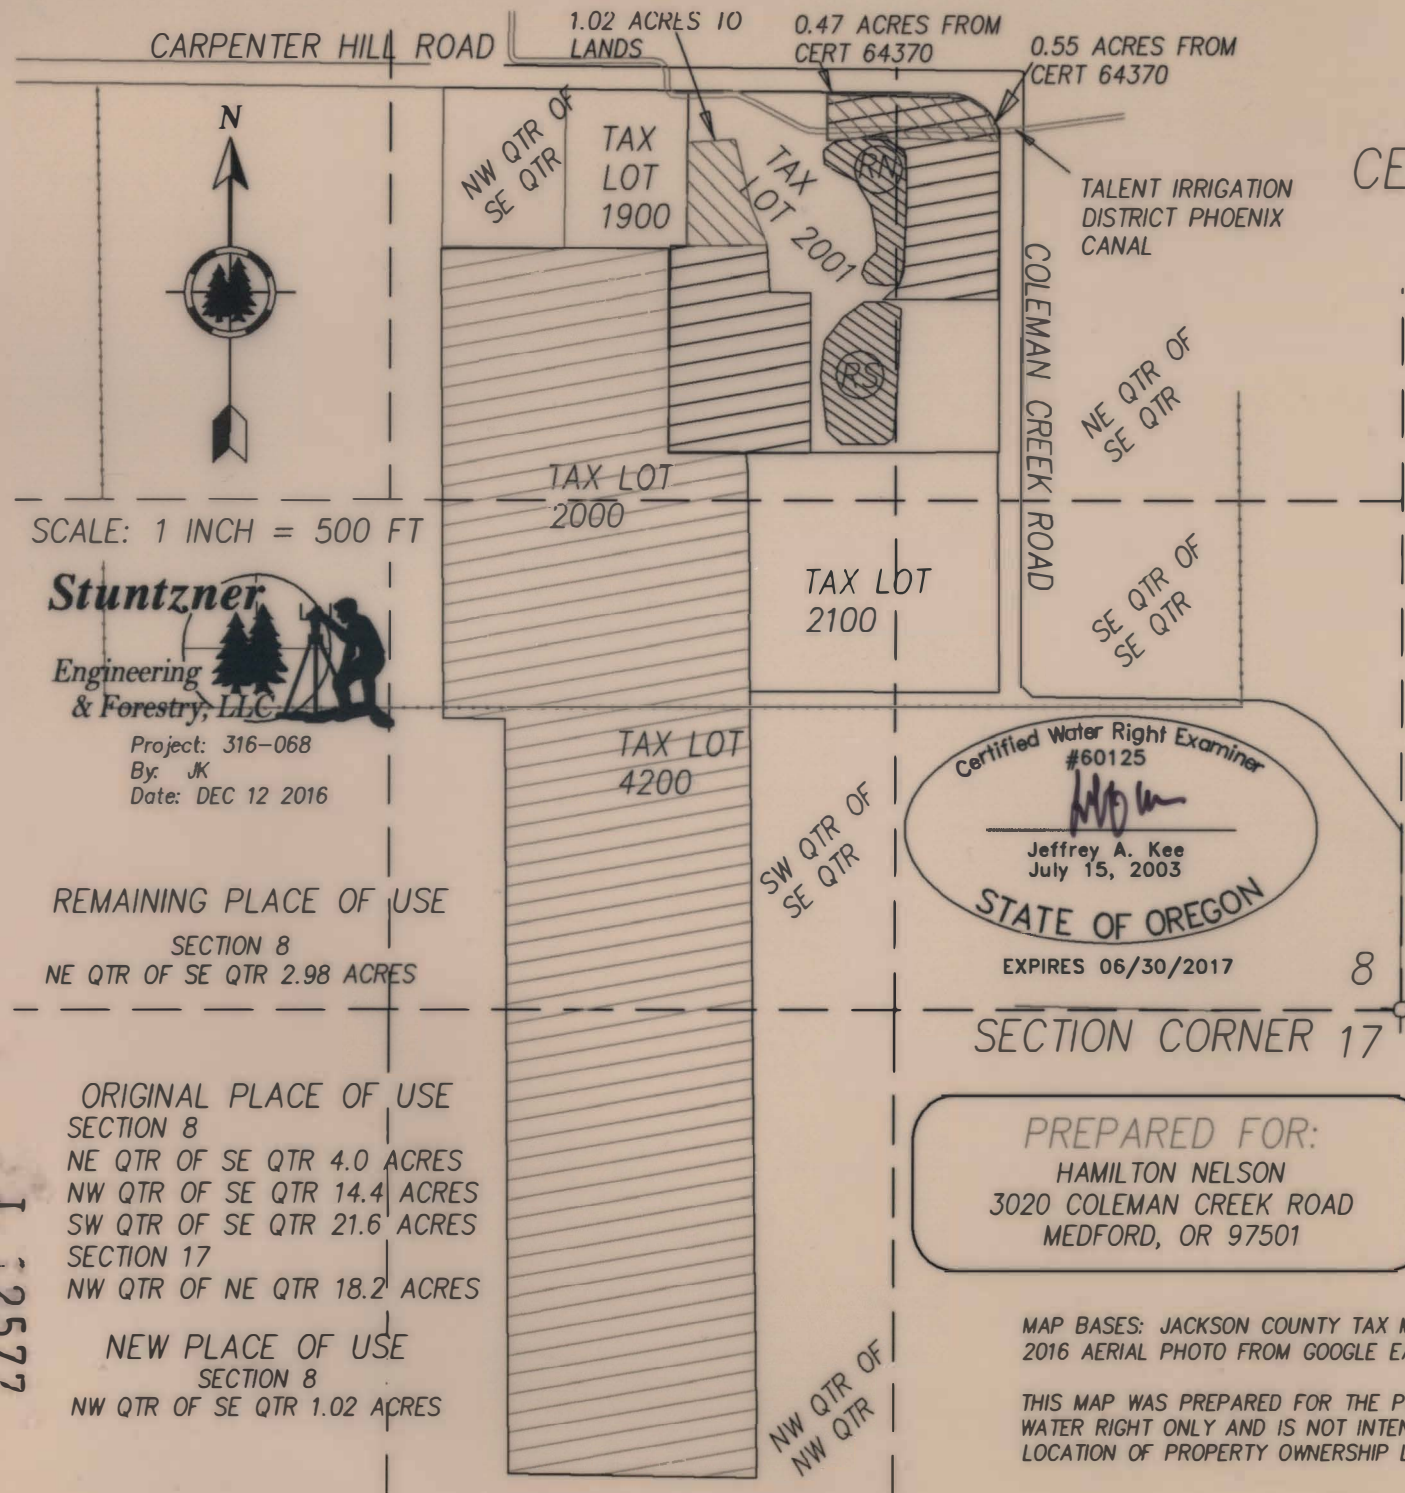 CARPENTER HILL ROAD
1.02 ACRES TO
LANDS
0.47 ACRES FROM
CERT 64370
0.55 ACRES FROM
CERT 64370
N
NW QTR OF
SE QTR
TAX
LOT
1900
TAX
LOT 2001
RN
RS
TALENT IRRIGATION
DISTRICT PHOENIX
CANAL
CE
COLEMAN CREEK ROAD
NE QTR OF
SE QTR
SCALE: 1 INCH = 500 FT
TAX LOT
2000
TAX LOT
2100
SE QTR OF
SE QTR
Stuntzner
Engineering
& Forestry, LLC
Project: 316-068
By: JK
Date: DEC 12 2016
TAX LOT
4200
SW QTR OF
SE QTR
Certified Water Right Examiner
#60125
Jeffrey A. Kee
July 15, 2003
STATE OF OREGON
EXPIRES 06/30/2017
REMAINING PLACE OF USE
SECTION 8
NE QTR OF SE QTR 2.98 ACRES
8
SECTION CORNER 17
ORIGINAL PLACE OF USE
SECTION 8
NE QTR OF SE QTR 4.0 ACRES
NW QTR OF SE QTR 14.4 ACRES
SW QTR OF SE QTR 21.6 ACRES
SECTION 17
NW QTR OF NE QTR 18.2 ACRES
NEW PLACE OF USE
SECTION 8
NW QTR OF SE QTR 1.02 ACRES
PREPARED FOR:
HAMILTON NELSON
3020 COLEMAN CREEK ROAD
MEDFORD, OR 97501
NW QTR OF
NW QTR
MAP BASES: JACKSON COUNTY TAX
2016 AERIAL PHOTO FROM GOOGLE
THIS MAP WAS PREPARED FOR THE
WATER RIGHT ONLY AND IS NOT
LOCATION OF PROPERTY OWNERSHIP
2577